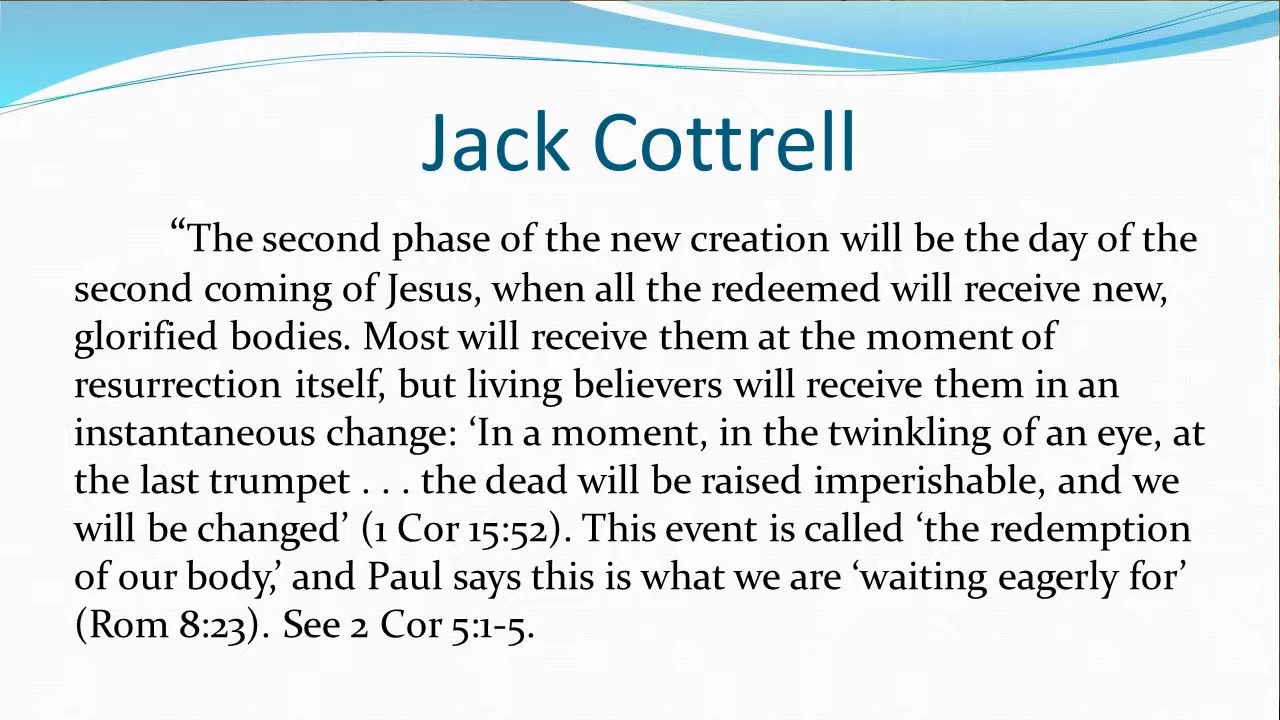 Jack Cottrell
“The second phase of the new creation will be the day of the
second coming of Jesus, when all the redeemed will receive new,
glorified bodies. Most will receive them at the moment of
resurrection itself, but living believers will receive them in an
instantaneous change: ‘In a moment, in the twinkling of an eye, at
the last trumpet . . . the dead will be raised imperishable, and we
will be changed’ (1 Cor 15:52). This event is called ‘the redemption
of our body,’ and Paul says this is what we are ‘waiting eagerly for’
(Rom 8:23). See 2 Cor 5:1-5.